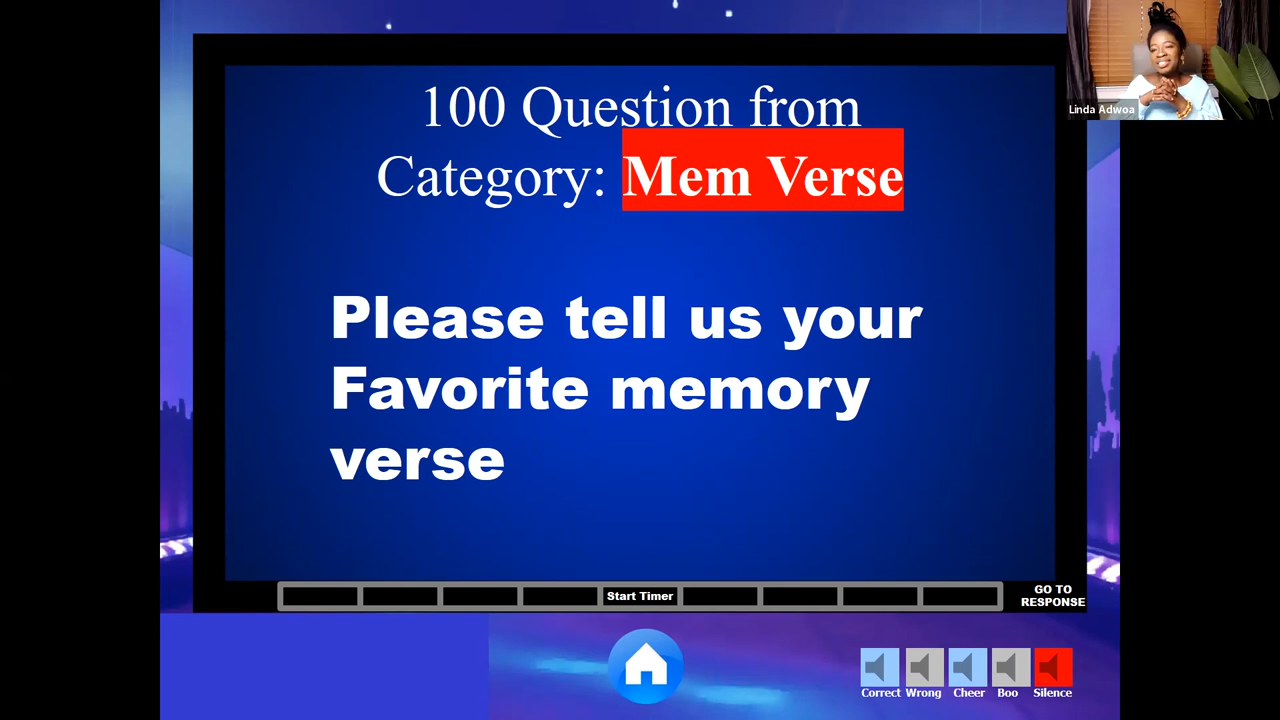 Linda Adwoa
100 Question from
Category: Mem Verse
Please tell us your
Favorite memory
verse
Start Timer
GO TO
RESPONSE
Correct Wrong Cheer Boo Silence